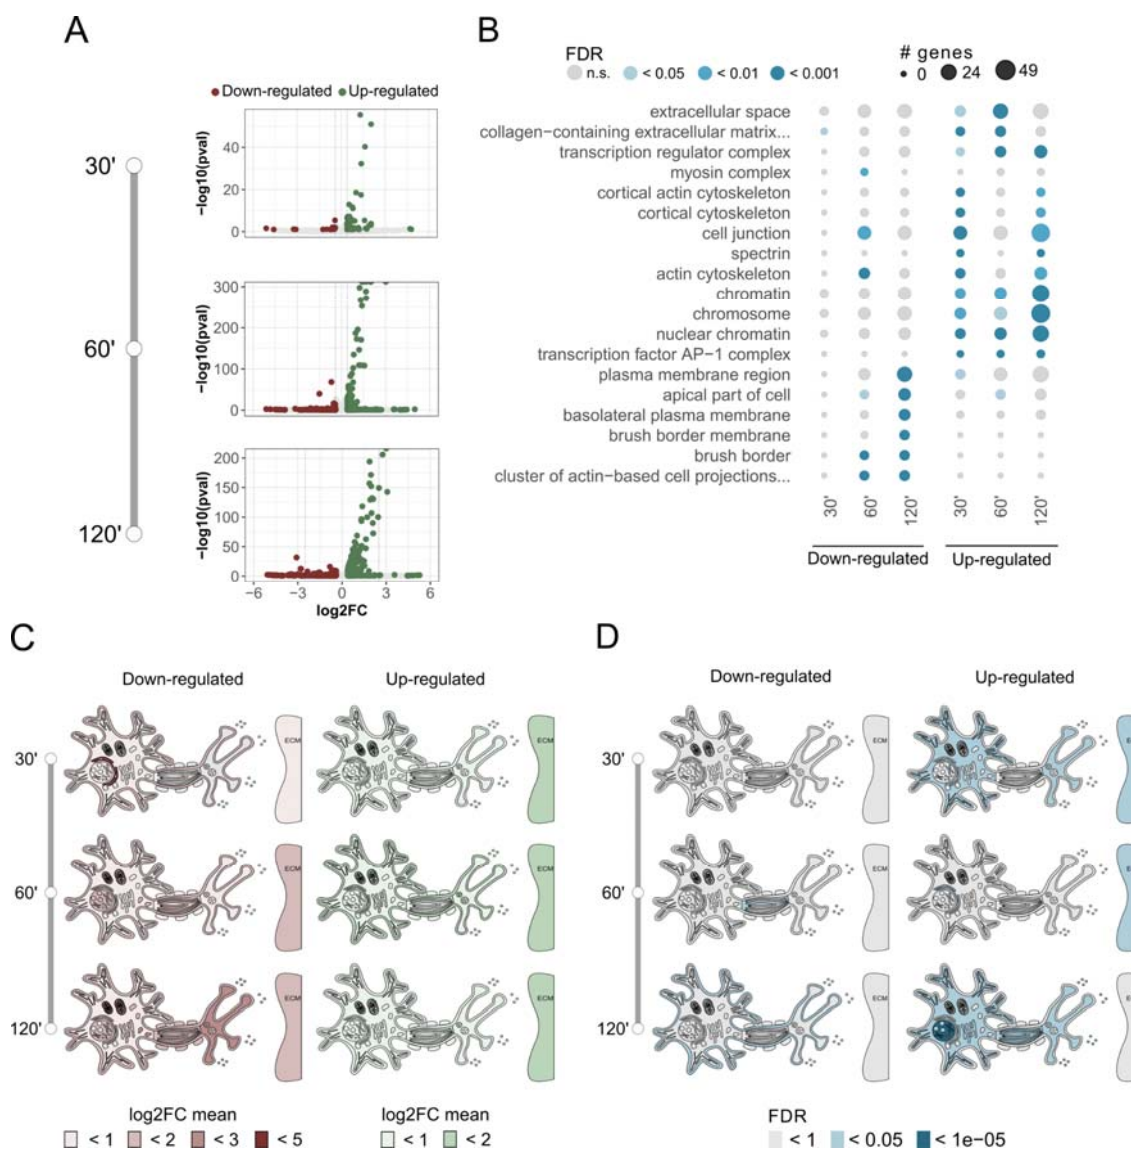 A
Down-regulated
Up-regulated
30'
60'
120'
−log10(pval)
40
20
0
−log10(pval)
300
200
100
0
−log10(pval)
200
150
100
50
0
−6
−3
0
3
6
log2FC
B
FDR
n.s.
< 0.05
< 0.01
< 0.001
# genes
0
24
49
extracellular space
collagen−containing extracellular matrix...
transcription regulator complex
myosin complex
cortical actin cytoskeleton
cortical cytoskeleton
cell junction
spectrin
actin cytoskeleton
chromatin
chromosome
nuclear chromatin
transcription factor AP−1 complex
plasma membrane region
apical part of cell
basolateral plasma membrane
brush border membrane
brush border
cluster of actin−based cell projections...
30'
60'
120'
30'
60'
120'
Down-regulated
Up-regulated
C
Down-regulated
Up-regulated
30'
ECM
ECM
60'
ECM
ECM
120'
ECM
ECM
log2FC mean
< 1
< 2
< 3
< 5
log2FC mean
< 1
< 2
D
Down-regulated
Up-regulated
30'
ECM
ECM
60'
ECM
ECM
120'
ECM
ECM
FDR
< 1
< 0.05
< 1e−05